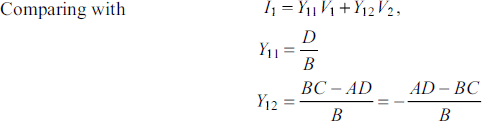 Comparing with I₁ = Y₁₁V₁ + Y₁₂V₂,
Y₁₁ = D/B
Y₁₂ = (BC − AD)/B = −(AD − BC)/B